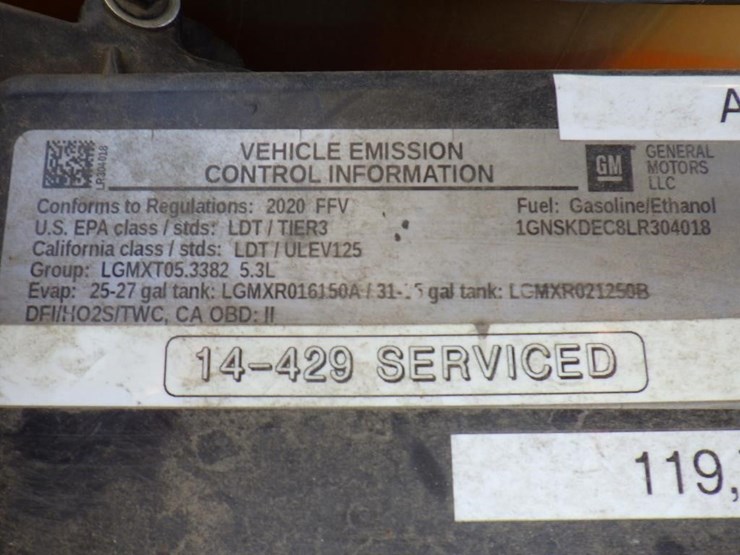 A
LR304018
VEHICLE EMISSION
CONTROL INFORMATION
GM
GENERAL
MOTORS
LLC
Conforms to Regulations: 2020 FFV
Fuel: Gasoline/Ethanol
U.S. EPA class / stds: LDT / TIER3
1GNSKDEC8LR304018
California class / stds: LDT / ULEV125
Group: LGMXT05.3382 5.3L
Evap: 25-27 gal tank: / gal tank:
DFI/HO2S/TWC, CA OBD: II
14-429 SERVICED
119,